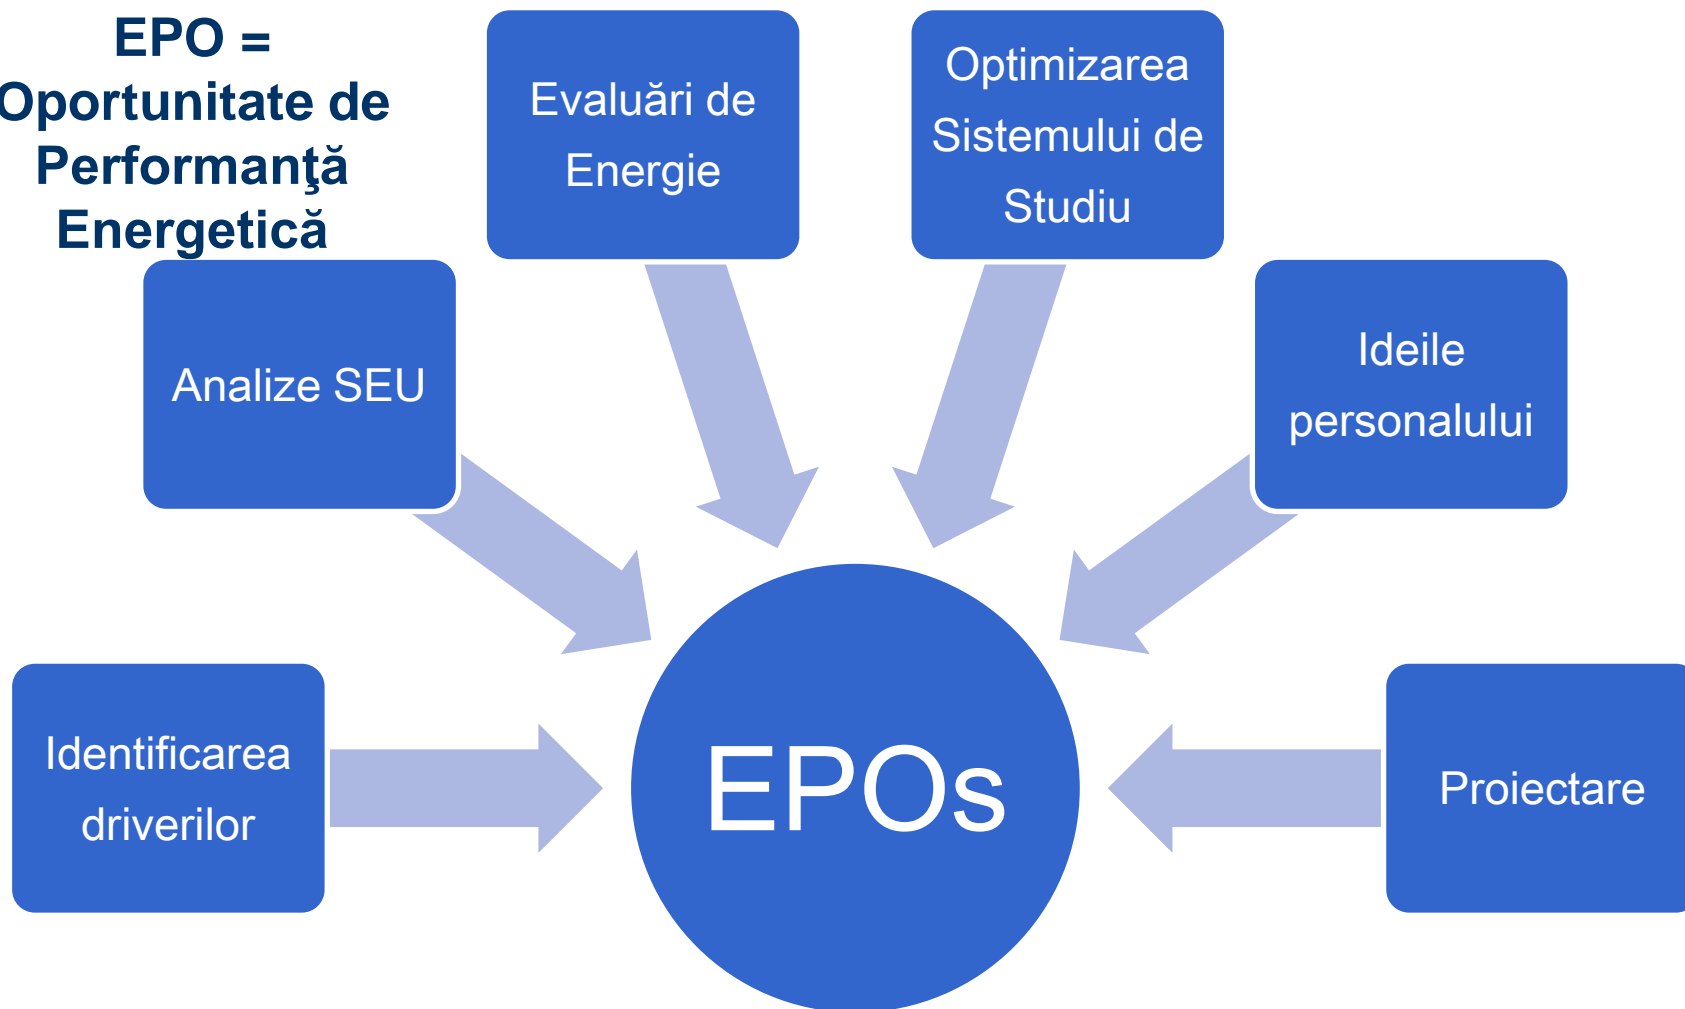 EPO =
Oportunitate de
Performanţă
Energetică
Evaluări de
Energie
Optimizarea
Sistemului de
Studiu
Analize SEU
Ideile
personalului
Identificarea
driverilor
EPOs
Proiectare